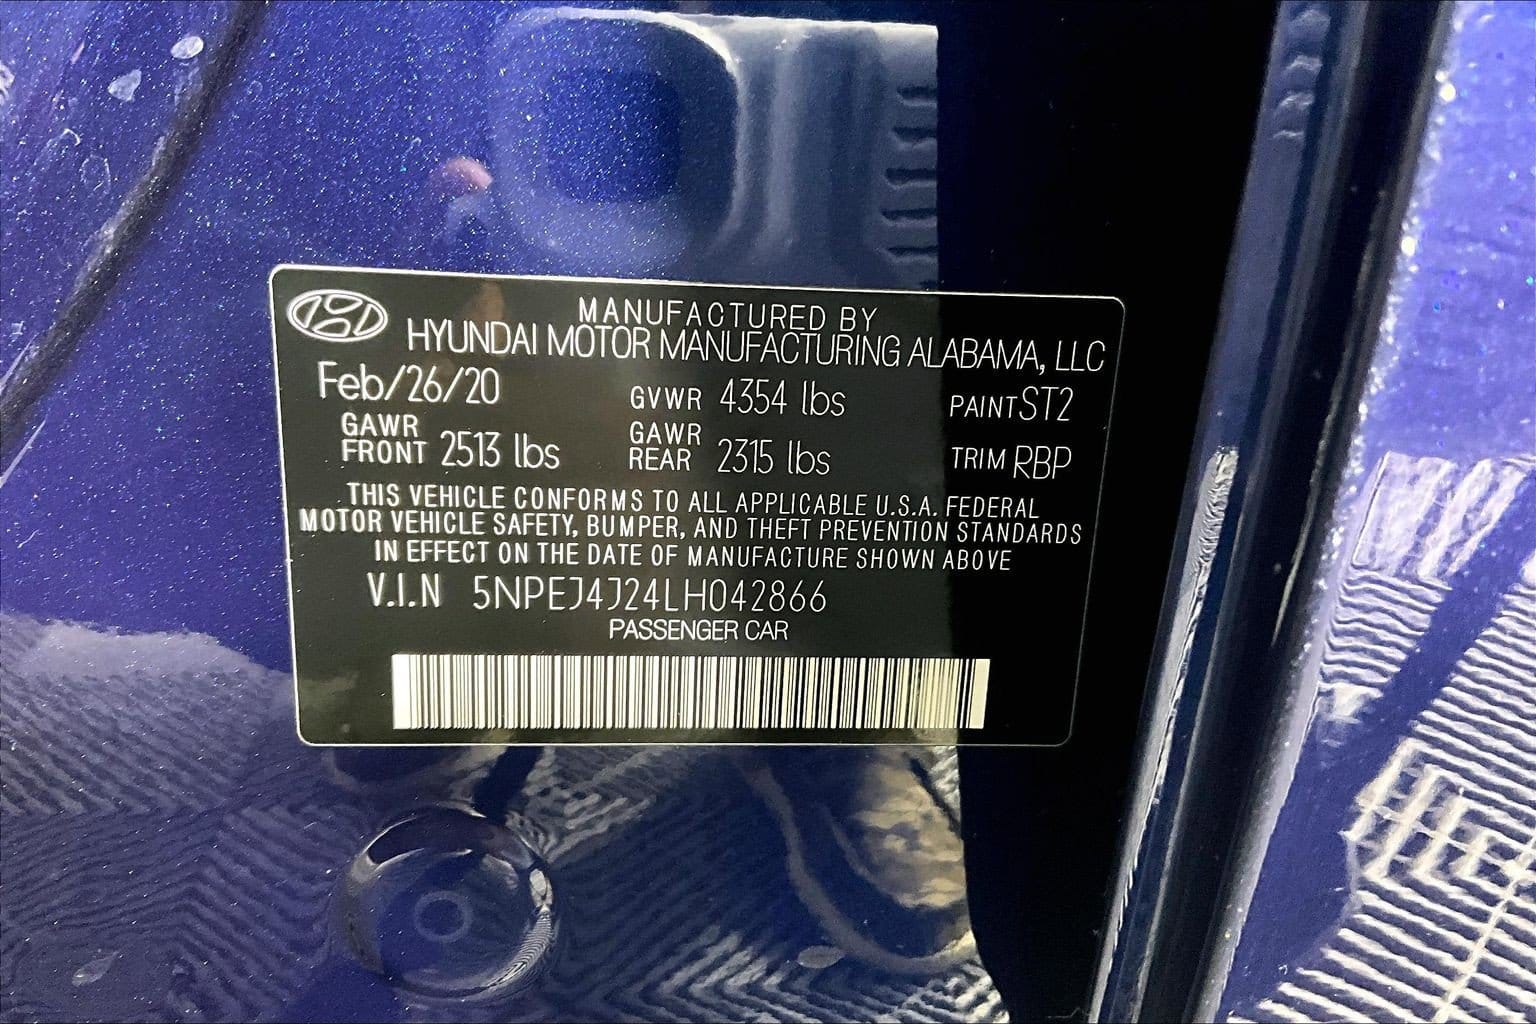 MANUFACTURED BY
HYUNDAI MOTOR MANUFACTURING ALABAMA, LLC
Feb/26/20 GVWR 4354 lbs PAINT ST2
GAWR FRONT 2513 lbs GAWR REAR 2315 lbs TRIM RBP
THIS VEHICLE CONFORMS TO ALL APPLICABLE U.S.A. FEDERAL
MOTOR VEHICLE SAFETY, BUMPER, AND THEFT PREVENTION STANDARDS
IN EFFECT ON THE DATE OF MANUFACTURE SHOWN ABOVE
V.I.N 5NPEJ4J24LH042866
PASSENGER CAR